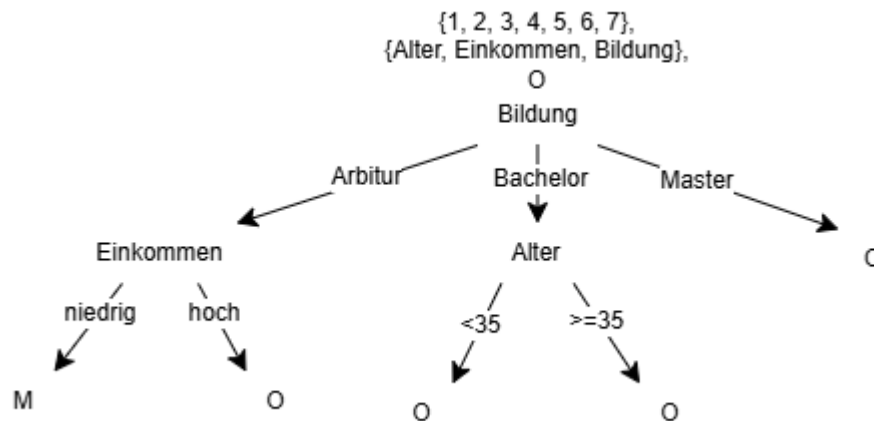 {1, 2, 3, 4, 5, 6, 7},
{Alter, Einkommen, Bildung},
O
Bildung
Arbitur
Bachelor
Master
Einkommen
Alter
niedrig
hoch
<35
>=35
M
O
O
O